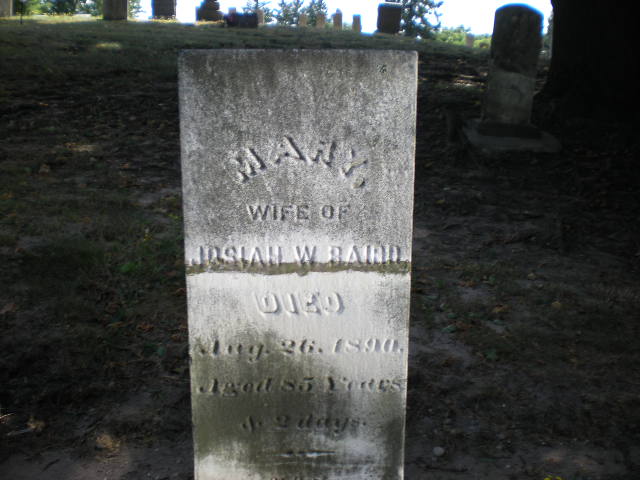 MARY,
WIFE OF
JOSIAH W. BAIRD.
DIED
Aug. 26. 1890.
Aged 85 Years
& 2 days.